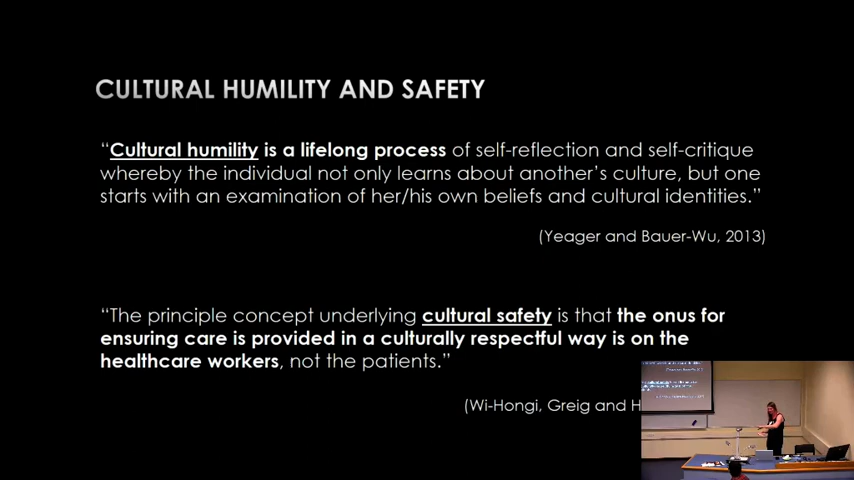 CULTURAL HUMILITY AND SAFETY
“Cultural humility is a lifelong process of self-reflection and self-critique
whereby the individual not only learns about another’s culture, but one
starts with an examination of her/his own beliefs and cultural identities.”
(Yeager and Bauer-Wu, 2013)
“The principle concept underlying cultural safety is that the onus for
ensuring care is provided in a culturally respectful way is on the
healthcare workers, not the patients.”
(Wi-Hongi, Greig and